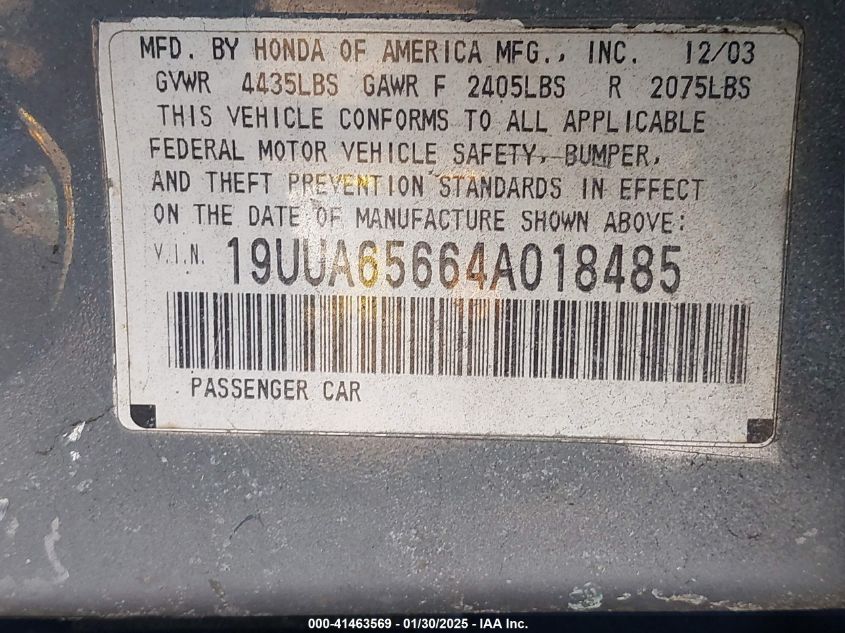 MFD. BY HONDA OF AMERICA MFG., INC. 12/03
GVWR 4435LBS GAWR F 2405LBS R 2075LBS
THIS VEHICLE CONFORMS TO ALL APPLICABLE
FEDERAL MOTOR VEHICLE SAFETY, BUMPER,
AND THEFT PREVENTION STANDARDS IN EFFECT
ON THE DATE OF MANUFACTURE SHOWN ABOVE:
V.I.N. 19UUA65664A018485
PASSENGER CAR
000-41463569 - 01/30/2025 - IAA Inc.